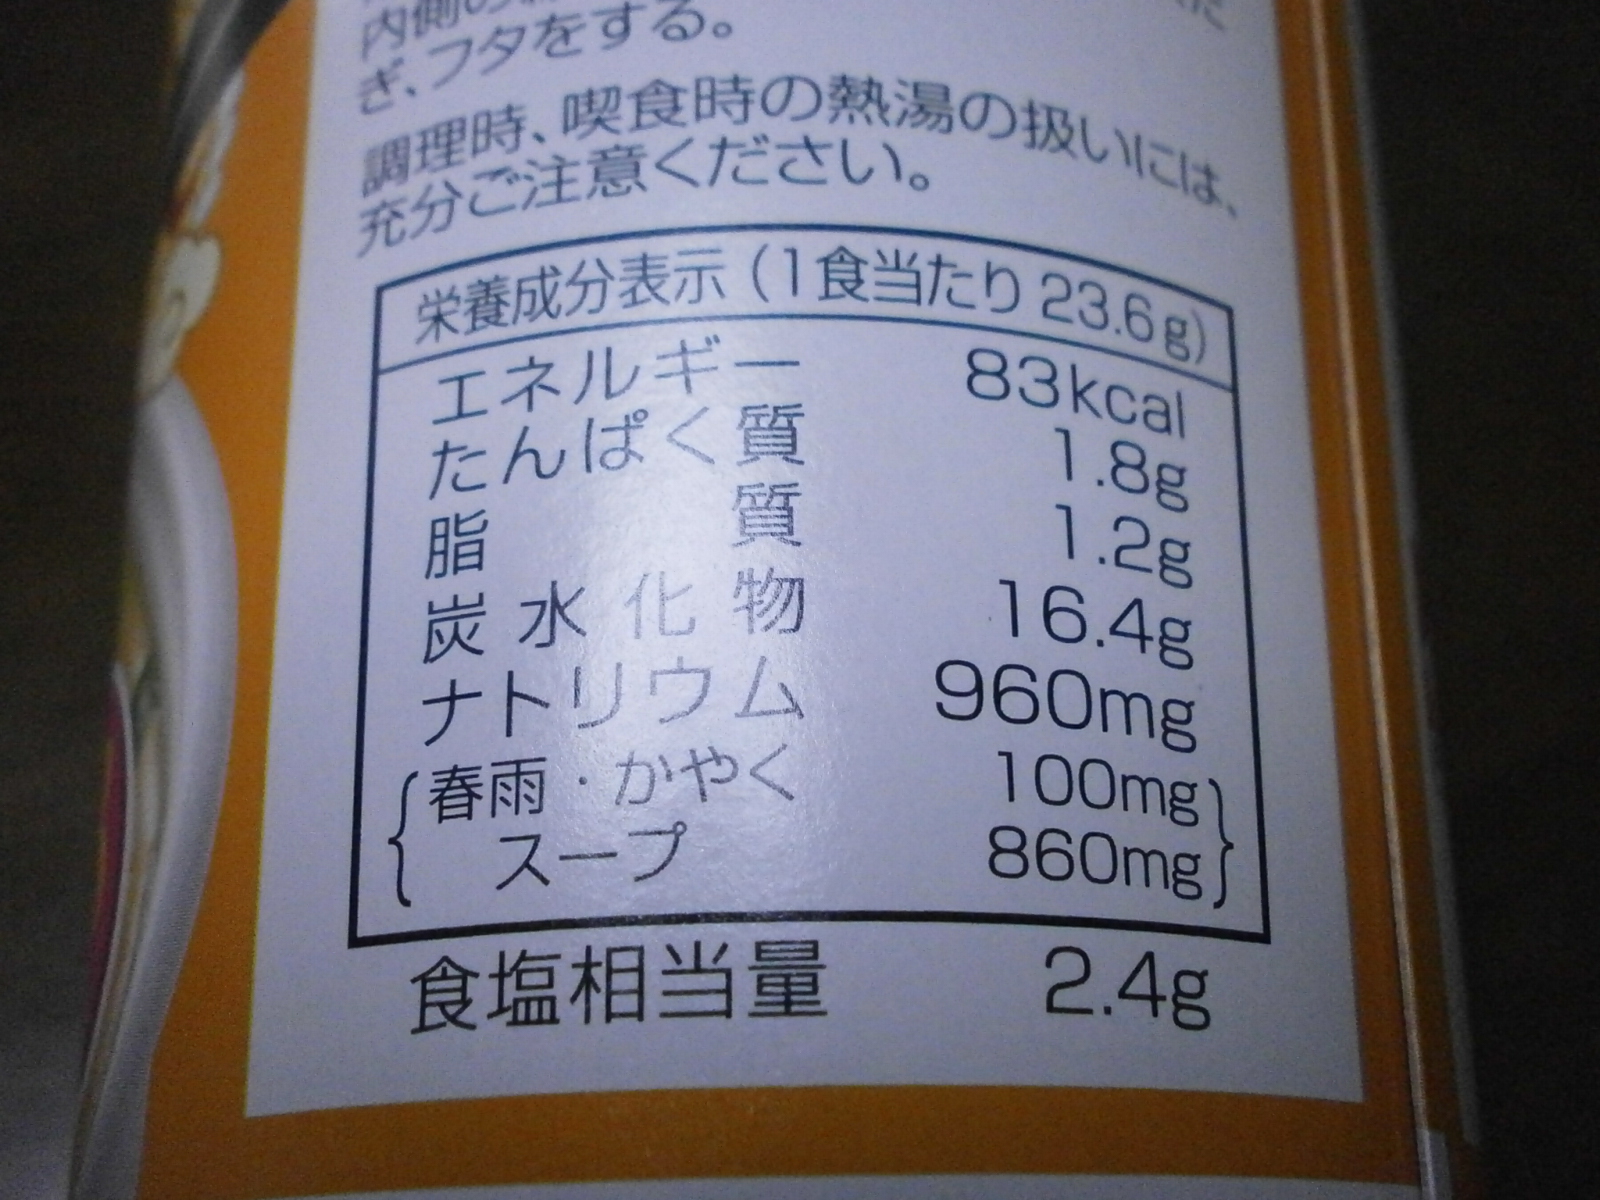 内側の
ぎ、フタをする。
調理時、喫食時の熱湯の扱いには、
充分ご注意ください。
栄養成分表示（1食当たり 23.6g）
エネルギー 83kcal
たんぱく質 1.8g
脂質 1.2g
炭水化物 16.4g
ナトリウム 960mg
春雨・かやく 100mg
スープ 860mg
食塩相当量 2.4g